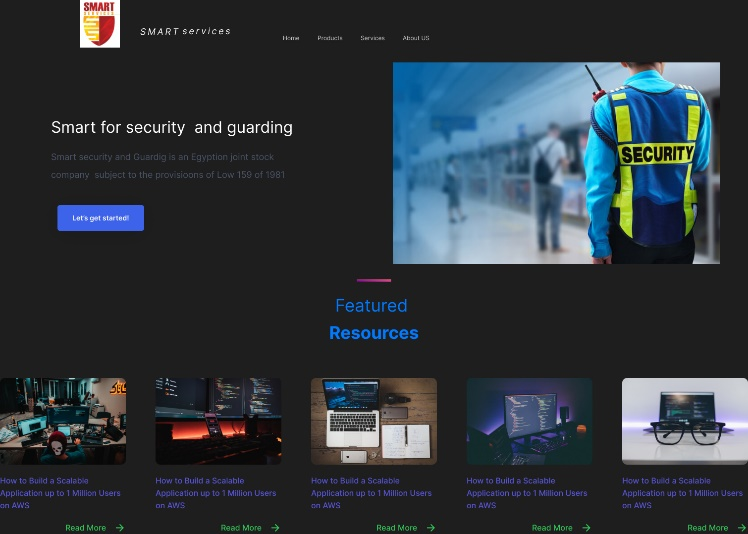 SMART
SERVICES
SMART services
Home
Products
Services
About US
Smart for security and guarding
Smart security and Guardig is an Egyption joint stock
company subject to the provisioons of Low 159 of 1981
Let's get started!
SECURITY
Featured
Resources
How to Build a Scalable
Application up to 1 Million Users
on AWS
Read More
How to Build a Scalable
Application up to 1 Million Users
on AWS
Read More
How to Build a Scalable
Application up to 1 Million Users
on AWS
Read More
How to Build a Scalable
Application up to 1 Million Users
on AWS
Read More
How to Build a Scalable
Application up to 1 Million Users
on AWS
Read More